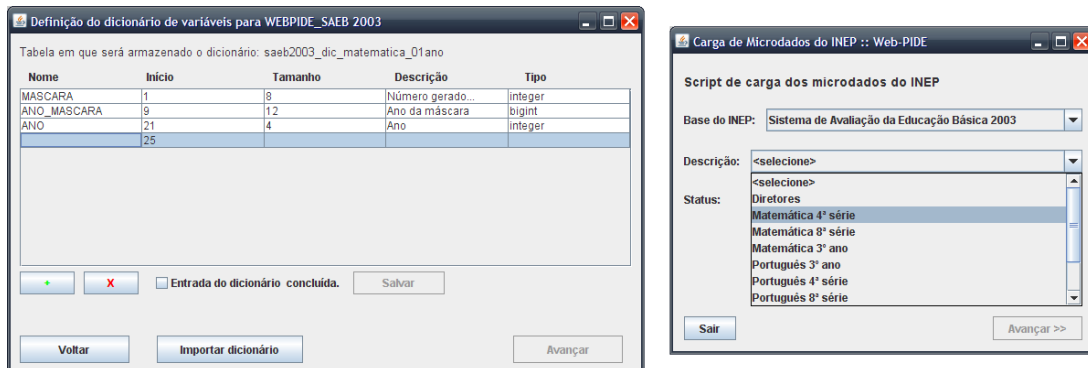 Definição do dicionário de variáveis para WEBPIDE_SAEB 2003
Tabela em que será armazenado o dicionário: saeb2003_dic_matematica_01ano
Nome Início Tamanho Descrição Tipo
MASCARA 1 8 Número gerado... integer
ANO_MASCARA 9 12 Ano da máscara bigint
ANO 21 4 Ano integer
25
+ X Entrada do dicionário concluída. Salvar
Voltar Importar dicionário Avançar
Carga de Microdados do INEP :: Web-PIDE
Script de carga dos microdados do INEP
Base do INEP: Sistema de Avaliação da Educação Básica 2003
Descrição: <selecione>
<selecione>
Status: Diretores
Matemática 4ª série
Matemática 8ª série
Matemática 3º ano
Português 3º ano
Português 4ª série
Português 8ª série
Sair Avançar >>